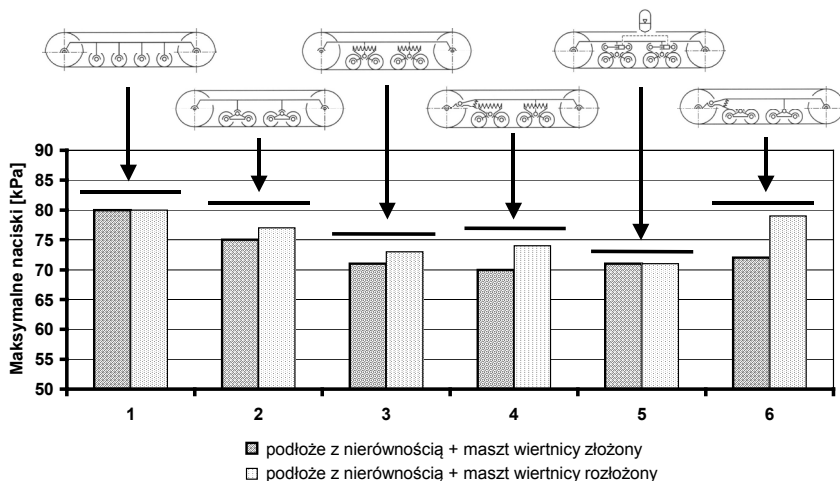 Maksymalne naciski [kPa]
90
85
80
75
70
65
60
55
50
1 2 3 4 5 6
podłoże z nierównością + maszt wiertnicy złożony
podłoże z nierównością + maszt wiertnicy rozłożony